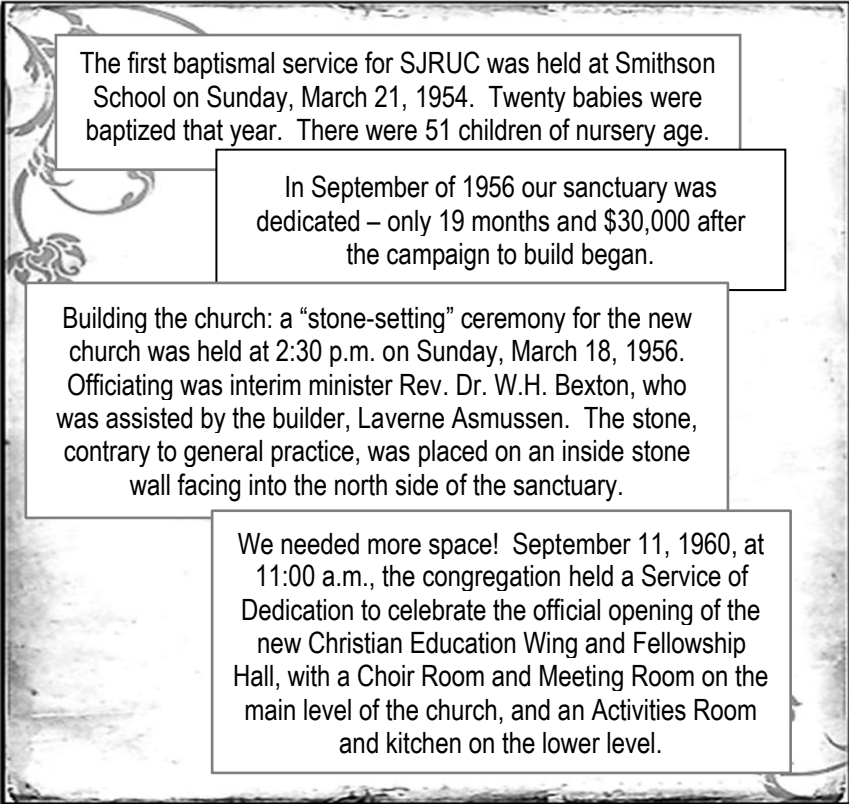 The first baptismal service for SJRUC was held at Smithson
School on Sunday, March 21, 1954.  Twenty babies were
baptized that year.  There were 51 children of nursery age.
In September of 1956 our sanctuary was
dedicated – only 19 months and $30,000 after
the campaign to build began.
Building the church: a “stone-setting” ceremony for the new
church was held at 2:30 p.m. on Sunday, March 18, 1956.
Officiating was interim minister Rev. Dr. W.H. Bexton, who
was assisted by the builder, Laverne Asmussen.  The stone,
contrary to general practice, was placed on an inside stone
wall facing into the north side of the sanctuary.
We needed more space!  September 11, 1960, at
11:00 a.m., the congregation held a Service of
Dedication to celebrate the official opening of the
new Christian Education Wing and Fellowship
Hall, with a Choir Room and Meeting Room on the
main level of the church, and an Activities Room
and kitchen on the lower level.